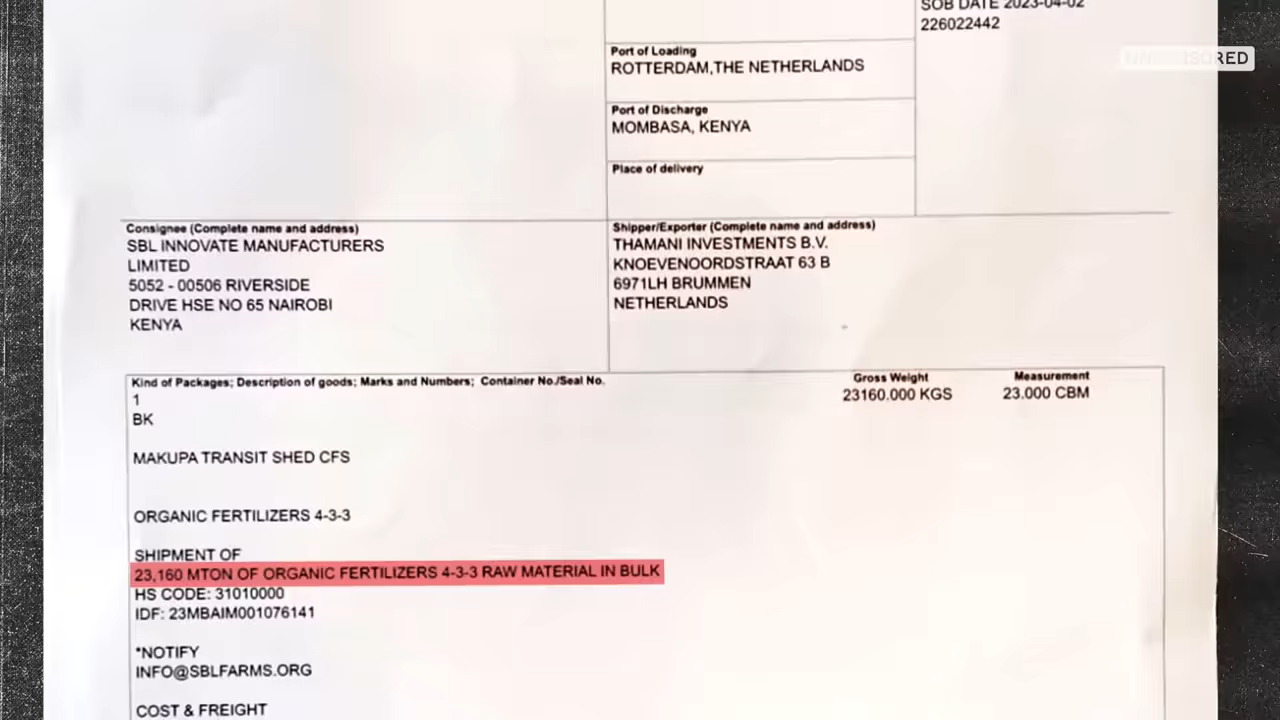 SOB DATE 2023-04-02
226022442
Port of Loading
ROTTERDAM,THE NETHERLANDS
Port of Discharge
MOMBASA, KENYA
Place of delivery
Consignee (Complete name and address)
SBL INNOVATE MANUFACTURERS
LIMITED
5052 - 00506 RIVERSIDE
DRIVE HSE NO 65 NAIROBI
KENYA
Shipper/Exporter (Complete name and address)
THAMANI INVESTMENTS B.V.
KNOEVENOORDSTRAAT 63 B
6971LH BRUMMEN
NETHERLANDS
Kind of Packages; Description of goods; Marks and Numbers; Container No./Seal No.
Gross Weight
Measurement
1
23160.000 KGS
23.000 CBM
BK
MAKUPA TRANSIT SHED CFS
ORGANIC FERTILIZERS 4-3-3
SHIPMENT OF
23,160 MTON OF ORGANIC FERTILIZERS 4-3-3 RAW MATERIAL IN BULK
HS CODE: 31010000
IDF: 23MBAIM001076141
*NOTIFY
INFO@SBLFARMS.ORG
COST & FREIGHT